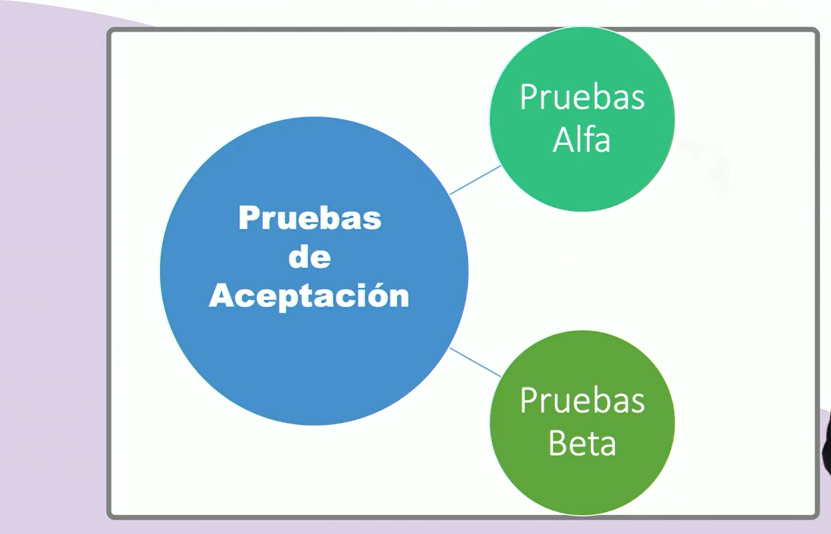 Pruebas
Alfa
Pruebas
de
Aceptación
Pruebas
Beta